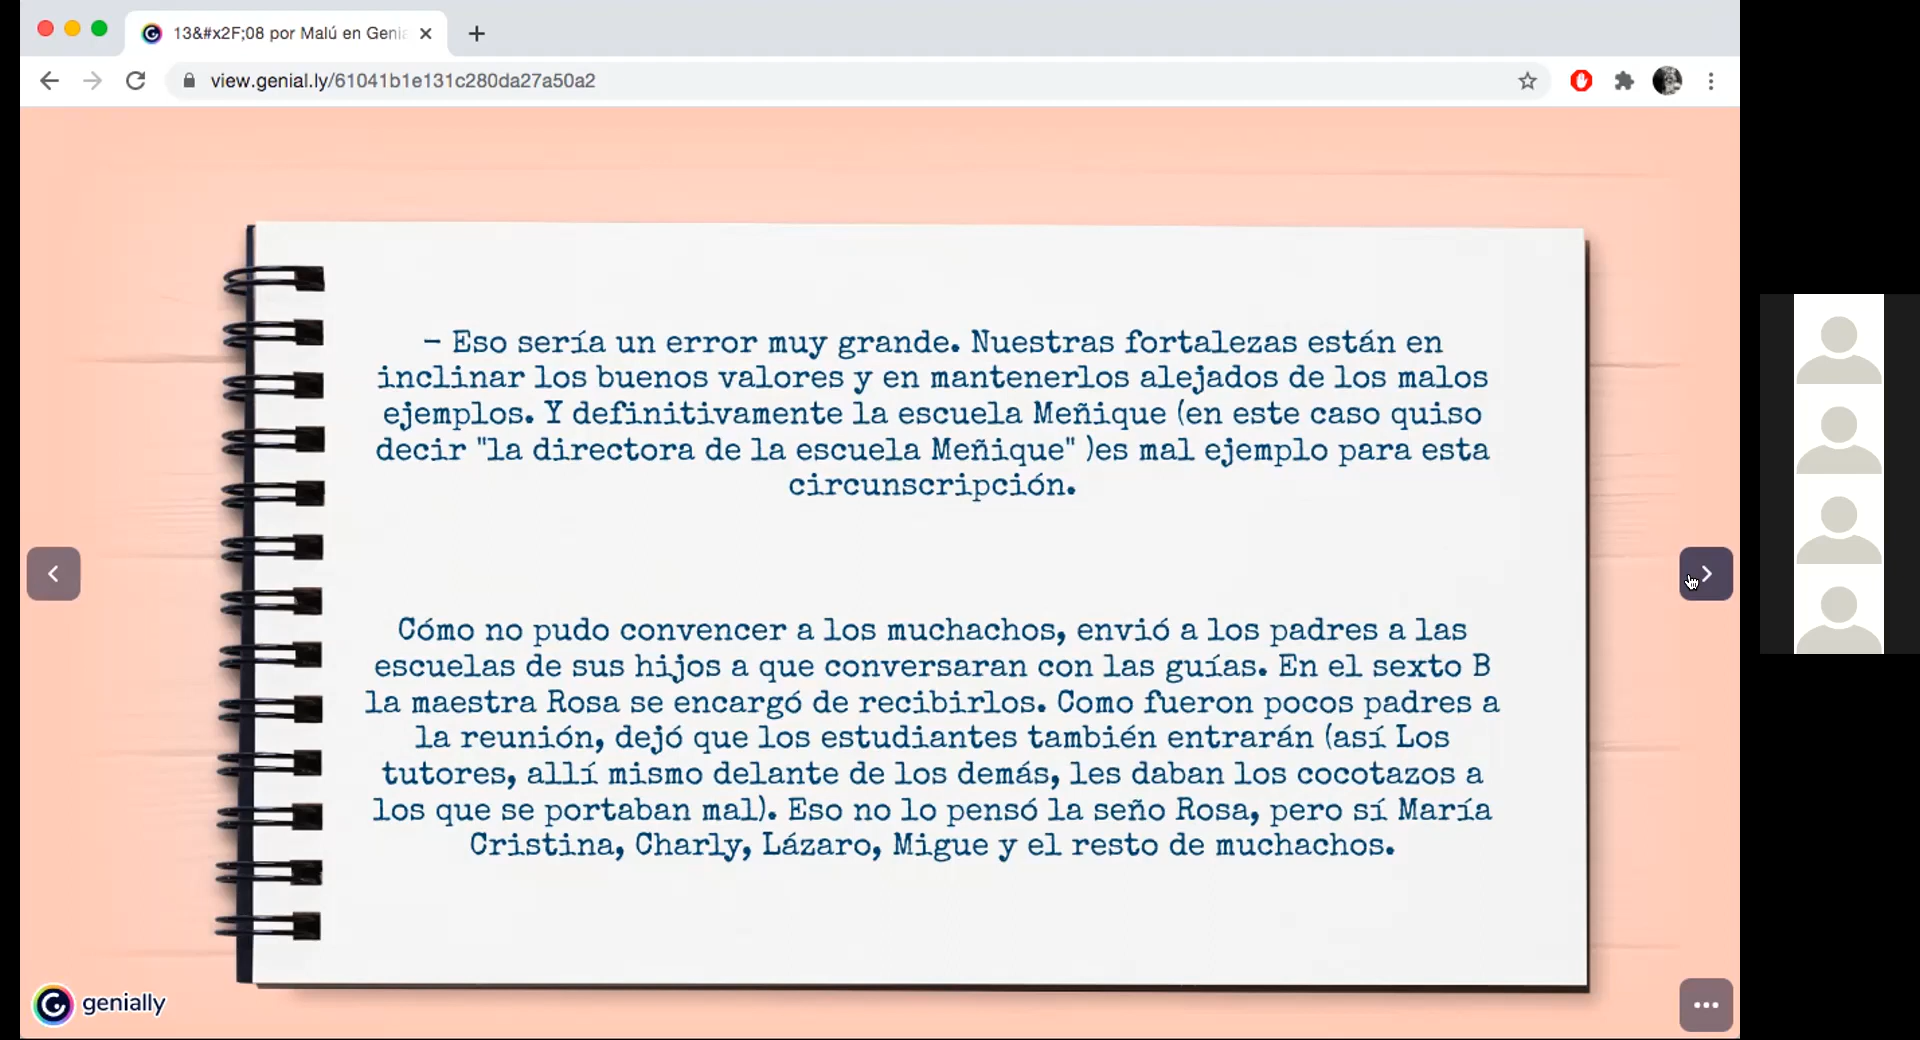 13&#x2F;08 por Malú en Genia
view.genial.ly/61041b1e131c280da27a50a2
- Eso sería un error muy grande. Nuestras fortalezas están en
inclinar los buenos valores y en mantenerlos alejados de los malos
ejemplos. Y definitivamente la escuela Meñique (en este caso quiso
decir "la directora de la escuela Meñique" )es mal ejemplo para esta
circunscripción.
Cómo no pudo convencer a los muchachos, envió a los padres a las
escuelas de sus hijos a que conversaran con las guías. En el sexto B
la maestra Rosa se encargó de recibirlos. Como fueron pocos padres a
la reunión, dejó que los estudiantes también entrarán (así Los
tutores, allí mismo delante de los demás, les daban los cocotazos a
los que se portaban mal). Eso no lo pensó la seño Rosa, pero sí María
Cristina, Charly, Lázaro, Migue y el resto de muchachos.
genially